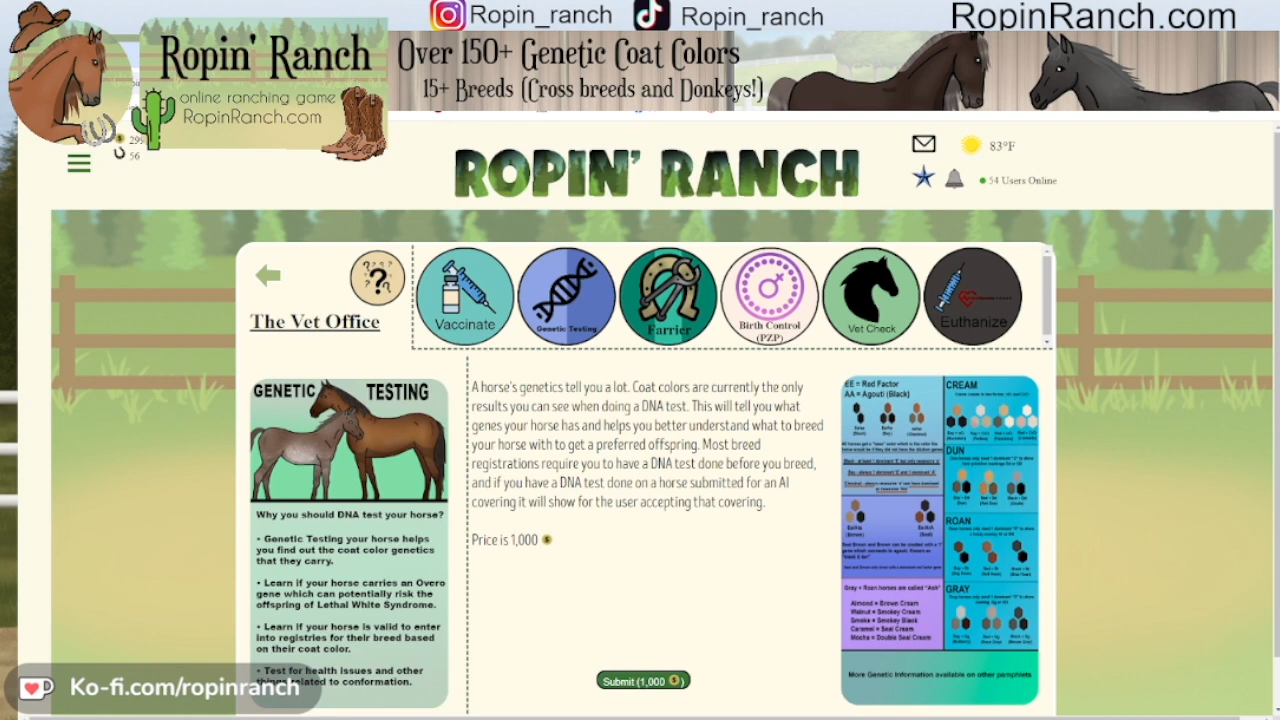 Ropin_ranch
Ropin_ranch
RopinRanch.com
Ropin' Ranch
online ranching game
RopinRanch.com
Over 150+ Genetic Coat Colors
15+ Breeds (Cross breeds and Donkeys!)
299
56
ROPIN' RANCH
83°F
54 Users Online
The Vet Office
Vaccinate
Genetic Testing
Farrier
Birth Control
(PZP)
Vet Check
Euthanize
GENETIC TESTING
Why you should DNA test your horse?
• Genetic Testing your horse helps
you find out the coat color genetics
that they carry.
• Learn if your horse carries an Overo
gene which can potentially risk the
offspring of Lethal White Syndrome.
• Learn if your horse is valid to enter
into registries for their breed based
on their coat color.
• Test for health issues and other
things related to conformation.
A horse's genetics tell you a lot. Coat colors are currently the only
results you can see when doing a DNA test. This will tell you what
genes your horse has and helps you better understand what to breed
your horse with to get a preferred offspring. Most breed
registrations require you to have a DNA test done before you breed,
and if you have a DNA test done on a horse submitted for an AI
covering it will show for the user accepting that covering.
Price is 1,000
Submit (1,000 )
EE = Red Factor
AA = Agouti (Black)
Gray + Roan horses are called "Ash"
Almond = Brown Cream
Walnut = Smokey Cream
Smoke = Smokey Black
Caramel = Seal Cream
Mocha = Double Seal Cream
CREAM
DUN
ROAN
GRAY
More Genetic Information available on other pamphlets
Ko-fi.com/ropinranch